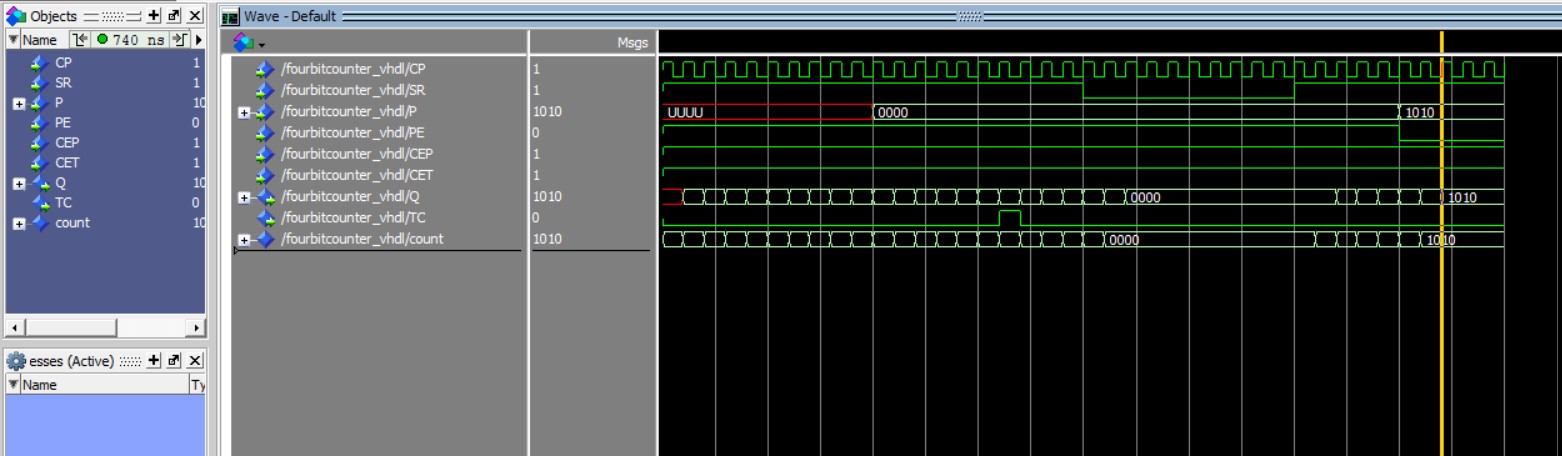 Objects
Name 740 ns
CP 1
SR 1
P 10
PE 0
CEP 1
CET 1
Q 10
TC 0
count 10
esses (Active)
Name Ty
Wave - Default
Msgs
/fourbitcounter_vhdl/CP 1
/fourbitcounter_vhdl/SR 1
/fourbitcounter_vhdl/P 1010 UUUU 0000 1010
/fourbitcounter_vhdl/PE 0
/fourbitcounter_vhdl/CEP 1
/fourbitcounter_vhdl/CET 1
/fourbitcounter_vhdl/Q 1010 0000 1010
/fourbitcounter_vhdl/TC 0
/fourbitcounter_vhdl/count 1010 0000 1010